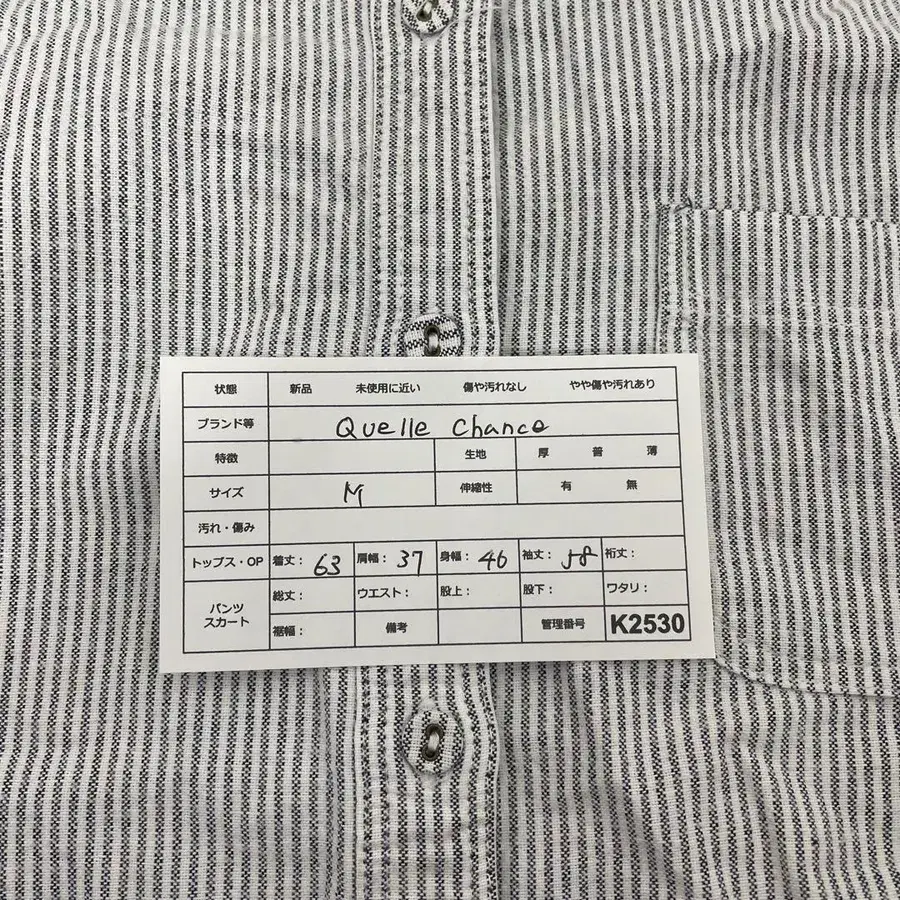 状態 新品 未使用に近い 傷や汚れなし やや傷や汚れあり
ブランド等 Quelle Chance
特徴 生地 厚 普 薄
サイズ M 伸縮性 有 無
汚れ・傷み
トップス・OP 着丈: 63 肩幅: 37 身幅: 46 袖丈: 58 裄丈:
パンツ スカート
総丈: ウエスト: 股上: 股下: ワタリ:
裾幅: 備考 管理番号 K2530